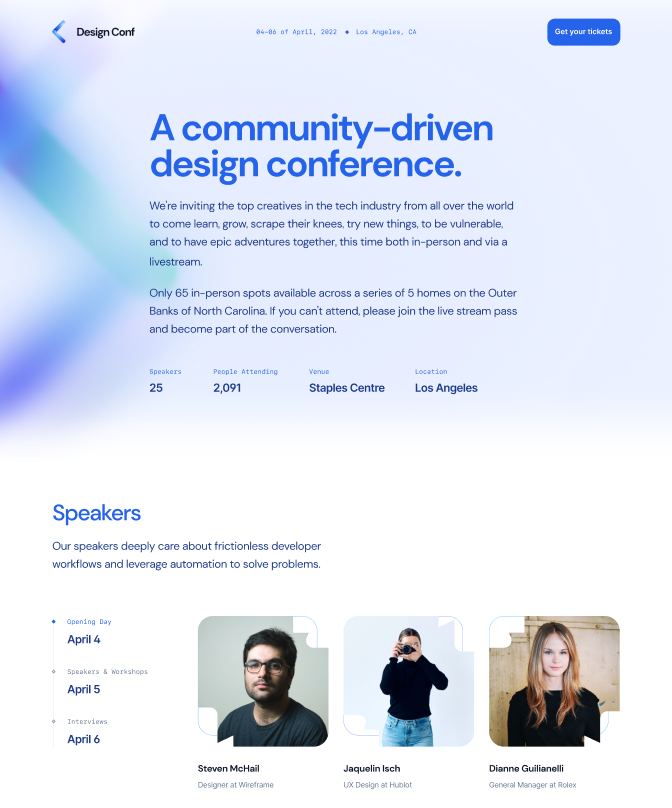 Design Conf
04-06 of April, 2022
Los Angeles, CA
Get your tickets
A community-driven
design conference.
We're inviting the top creatives in the tech industry from all over the world
to come learn, grow, scrape their knees, try new things, to be vulnerable,
and to have epic adventures together, this time both in-person and via a
livestream.
Only 65 in-person spots available across a series of 5 homes on the Outer
Banks of North Carolina. If you can't attend, please join the live stream pass
and become part of the conversation.
Speakers
25
People Attending
2,091
Venue
Staples Centre
Location
Los Angeles
Speakers
Our speakers deeply care about frictionless developer
workflows and leverage automation to solve problems.
Opening Day
April 4
Speakers & Workshops
April 5
Interviews
April 6
Steven McHail
Designer at Wireframe
Jaquelin Isch
UX Design at Hublot
Dianne Guilianelli
General Manager at Rolex